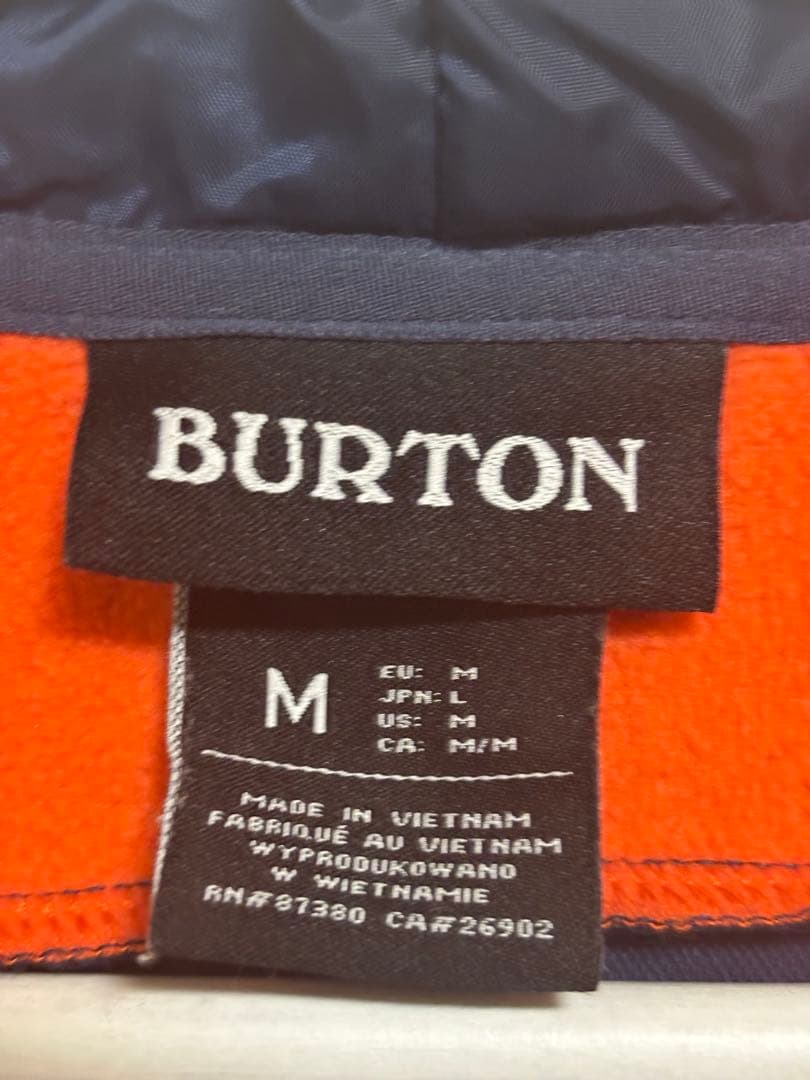 BURTON
M
EU: M
JPN: L
US: M
CA: M/M
MADE IN VIETNAM
FABRIQUÉ AU VIETNAM
WYPRODUKOWANO
W WIETNAMIE
RN#87380 CA#26902